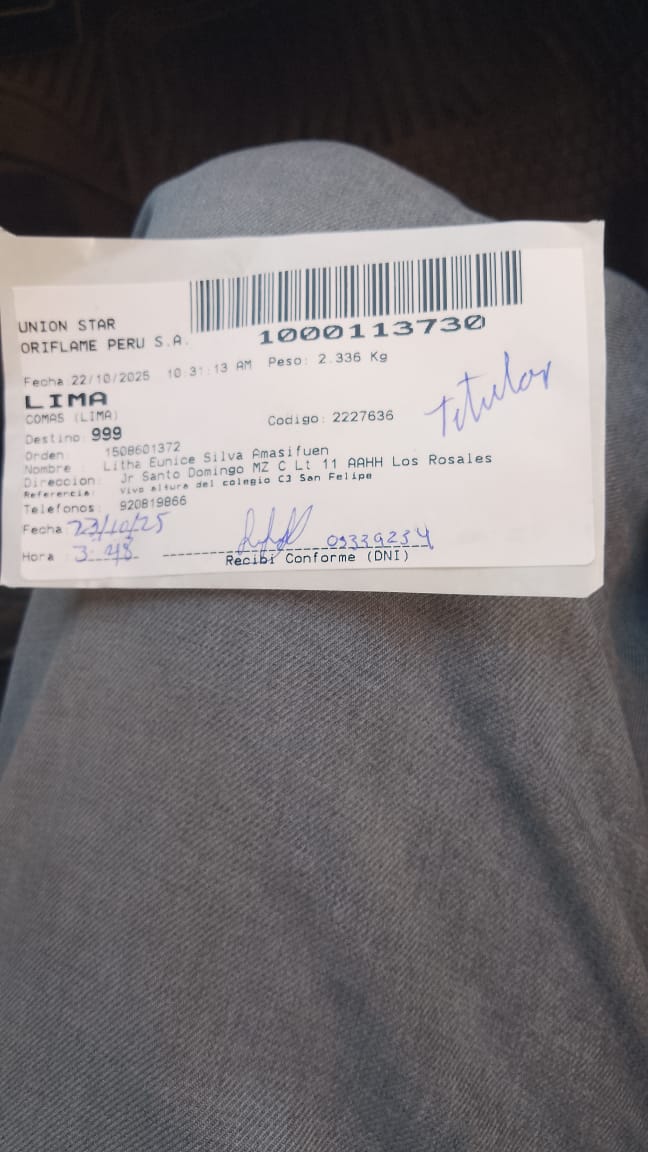 UNION STAR
ORIFLAME PERU S.A.
1000113730
Fecha 22/10/2025 10:31:13 AM Peso: 2.336 Kg
LIMA
COMAS (LIMA)
Codigo: 2227636
Titular
Destino 999
Orden 1508601372
Nombre Litha Eunice Silva Amasifuen
Direccion: Jr Santo Domingo MZ C Lt 11 AAHH Los Rosales
Referencia: Vivo altura del colegio CJ San Felipe
Telefonos: 920819866
Fecha 23/10/25
Hora : 3:48
09339234
Recibi Conforme (DNI)